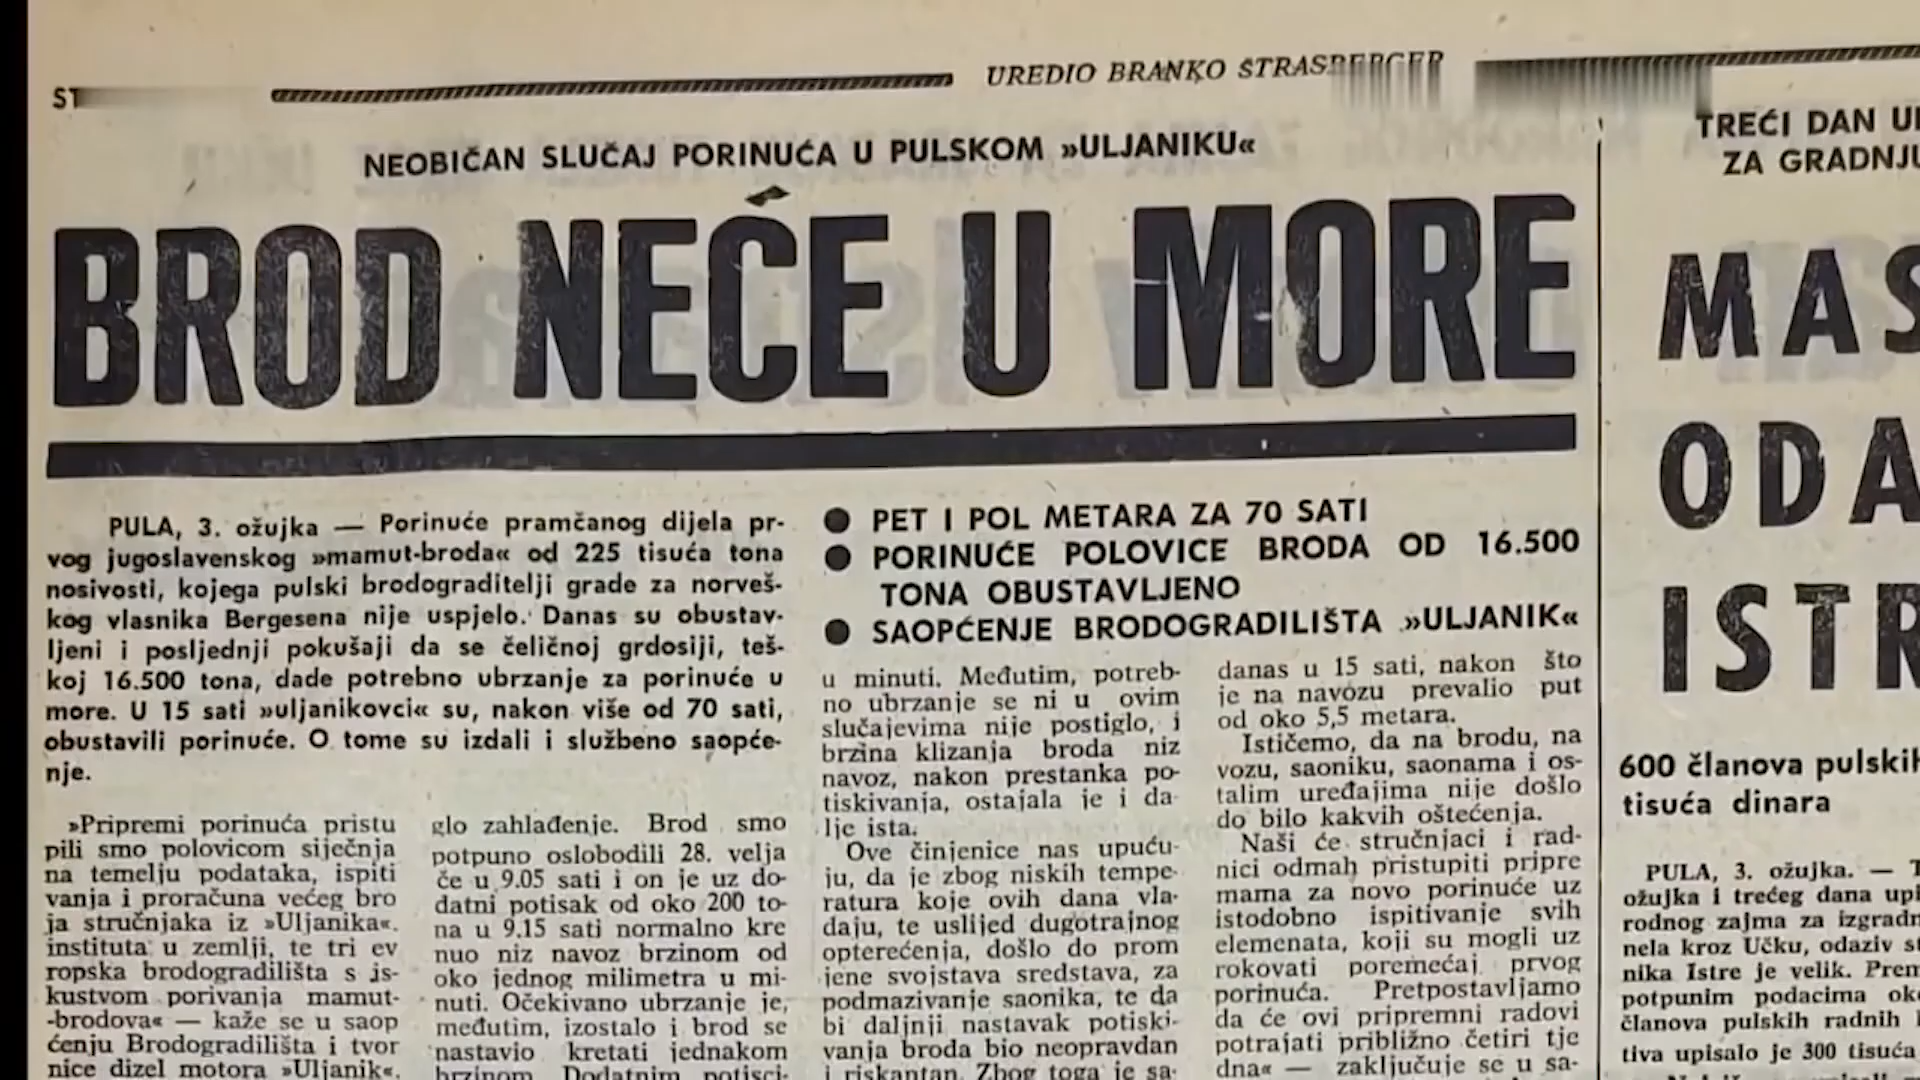 UREDIO BRANKO STRASBERGER
NEOBIČAN SLUČAJ PORINUĆA U PULSKOM »ULJANIKU«
BROD NEĆE U MORE
PULA, 3. ožujka — Porinuće pramčanog dijela pr-
vog jugoslavenskog »mamut-broda« od 225 tisuća tona
nosivosti, kojega pulski brodograditelji grade za norveš-
kog vlasnika Bergesena nije uspjelo. Danas su obustav-
ljeni i posljednji pokušaji da se čeličnoj grdosiji, teš-
koj 16.500 tona, dade potrebno ubrzanje za porinuće u
more. U 15 sati »uljanikovci« su, nakon više od 70 sati,
obustavili porinuće. O tome su izdali i službeno saopće-
nje.
● PET I POL METARA ZA 70 SATI
● PORINUĆE POLOVICE BRODA OD 16.500
TONA OBUSTAVLJENO
● SAOPĆENJE BRODOGRADILIŠTA »ULJANIK«
»Pripremi porinuća pristu
pili smo polovicom siječnja
na temelju podataka, ispiti
vanja i proračuna većeg bro
ja stručnjaka iz »Uljanika«.
instituta u zemlji, te tri ev
ropska brodogradilišta s is-
kustvom porivanja mamut-
-brodova« — kaže se u saop
ćenju Brodogradilišta i tvor
nice dizel motora »Uljanik«.
glo zahlađenje. Brod smo
potpuno oslobodili 28. velja
če u 9.05 sati i on je uz do-
datni potisak od oko 200 to-
na u 9.15 sati normalno kre
nuo niz navoz brzinom od
oko jednog milimetra u mi-
nuti. Očekivano ubrzanje je,
međutim, izostalo i brod se
nastavio kretati jednakom
brzinom. Dodatnim potisci-
u minuti. Međutim, potreb-
no ubrzanje se ni u ovim
slučajevima nije postiglo, i
brzina klizanja broda niz
navoz, nakon prestanka po-
tiskivanja, ostajala je i da-
lje ista.
Ove činjenice nas upuću-
ju, da je zbog niskih tempe-
ratura koje ovih dana vla-
daju, te uslijed dugotrajnog
opterećenja, došlo do prom
jene svojstava sredstava, za
podmazivanje saonika, te da
bi daljnji nastavak potiski-
vanja broda bio neopravdan
i riskantan. Zbog toga je sa-
danas u 15 sati, nakon što
je na navozu prevalio put
od oko 5,5 metara.
Ističemo, da na brodu, na
vozu, saoniku, saonama i os-
talim uređajima nije došlo
do bilo kakvih oštećenja.
Naši će stručnjaci i rad-
nici odmah pristupiti pripre
mama za novo porinuće uz
istodobno ispitivanje svih
elemenata, koji su mogli uz
rokovati poremećaj prvog
porinuća. Pretpostavljamo
da će ovi pripremni radovi
potrajati približno četiri tje
dna« — zaključuje se u sa-
TREĆI DAN U
ZA GRADNJU
MAS
ODA
ISTR
600 članova pulskih
tisuća dinara
PULA, 3. ožujka. — T
ožujka i trećeg dana upi
rodnog zajma za izgradn
nela kroz Učku, odaziv st
nika Istre je velik. Prem
potpunim podacima oko
članova pulskih radnih
tiva upisalo je 300 tisuća